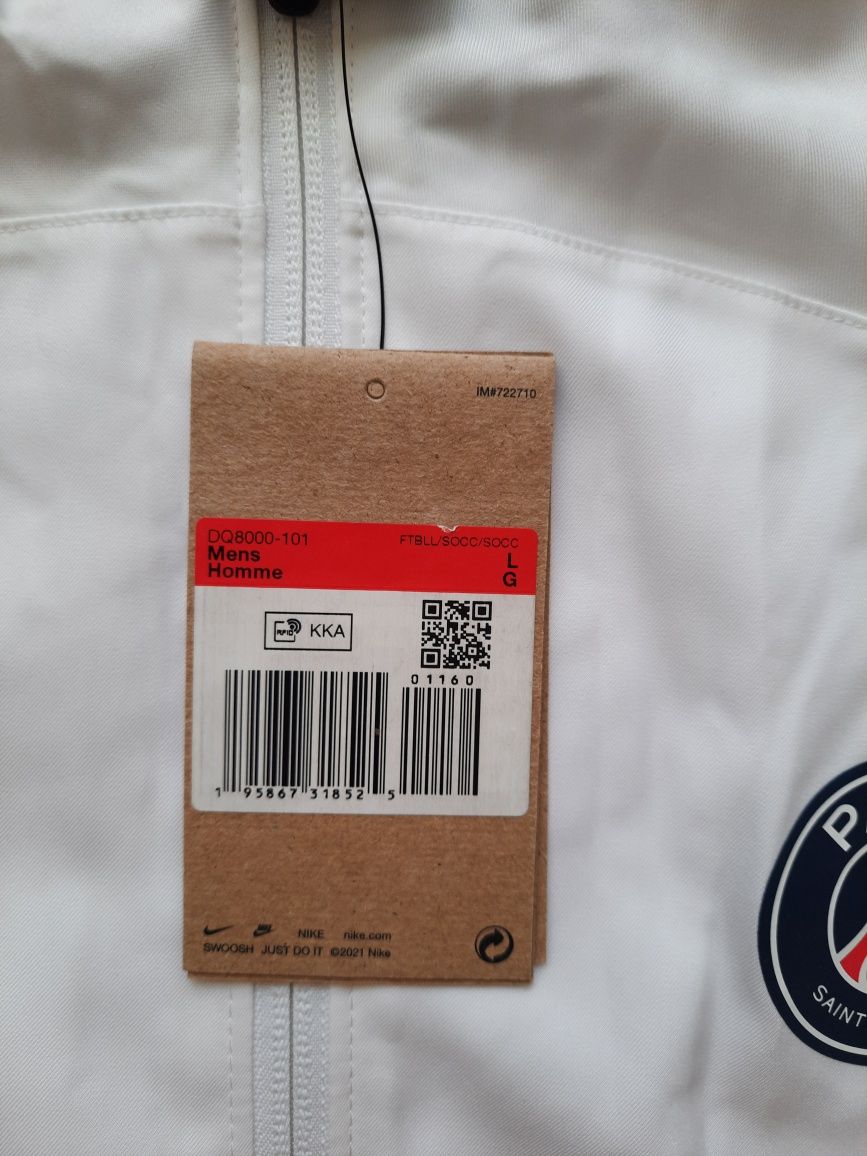 IM#722710
DQ8000-101 FTBLL/SOCC/SOCC
Mens L
Homme G
RFID KKA
01160
1 95867 31852 5
NIKE nike.com
SWOOSH JUST DO IT ©2021 Nike
P
SAINT